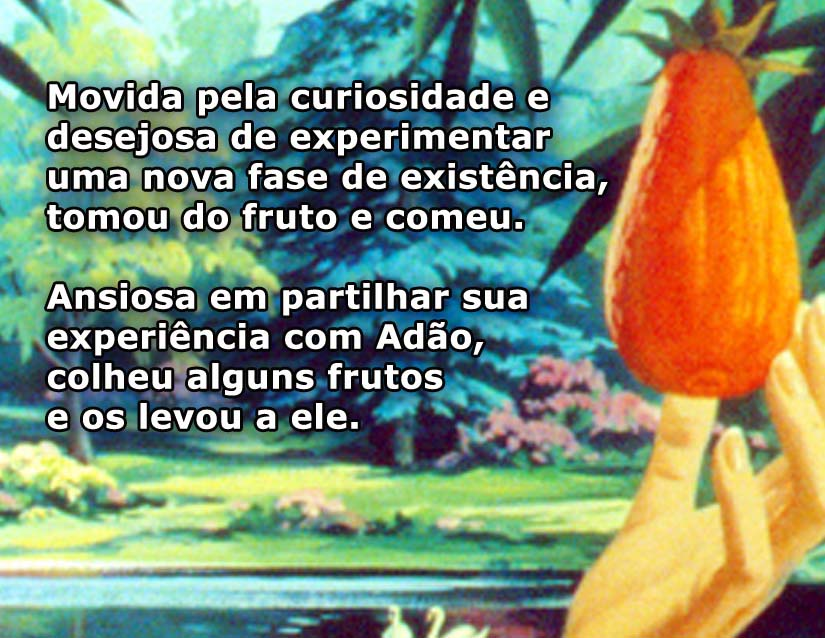 Movida pela curiosidade e
desejosa de experimentar
uma nova fase de existência,
tomou do fruto e comeu.
Ansiosa em partilhar sua
experiência com Adão,
colheu alguns frutos
e os levou a ele.